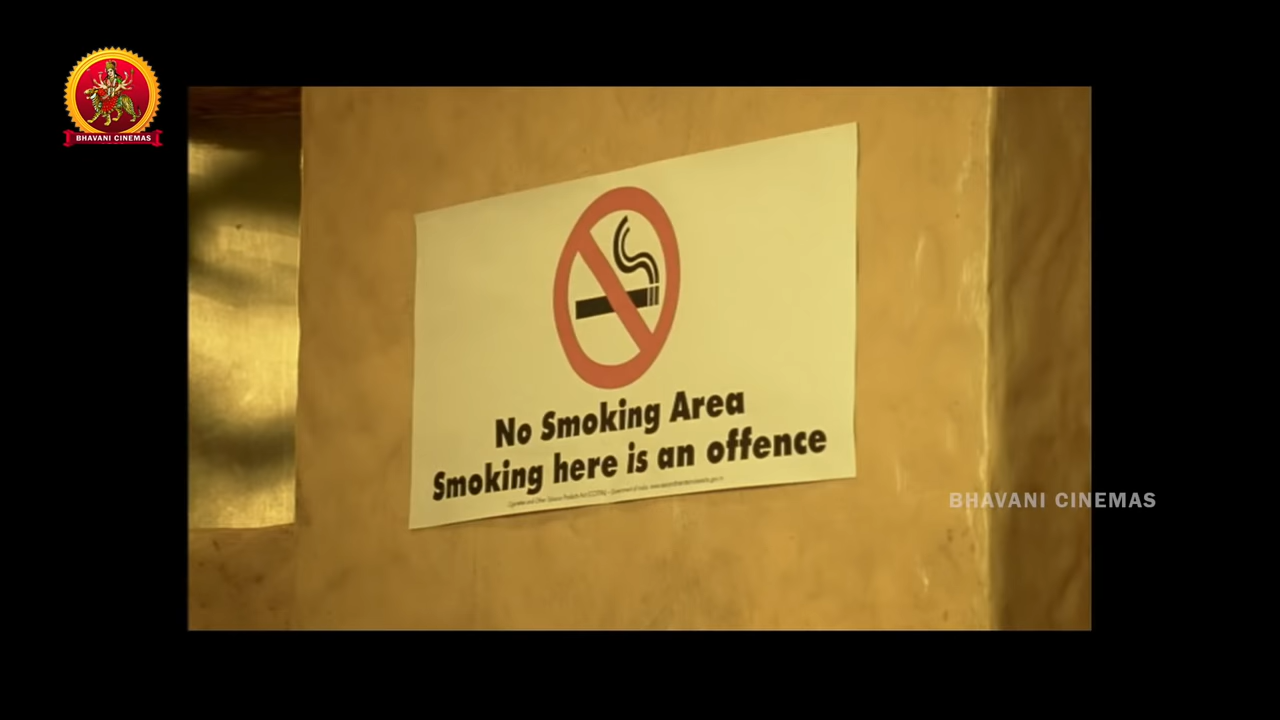 BHAVANI CINEMAS
No Smoking Area
Smoking here is an offence
BHAVANI CINEMAS